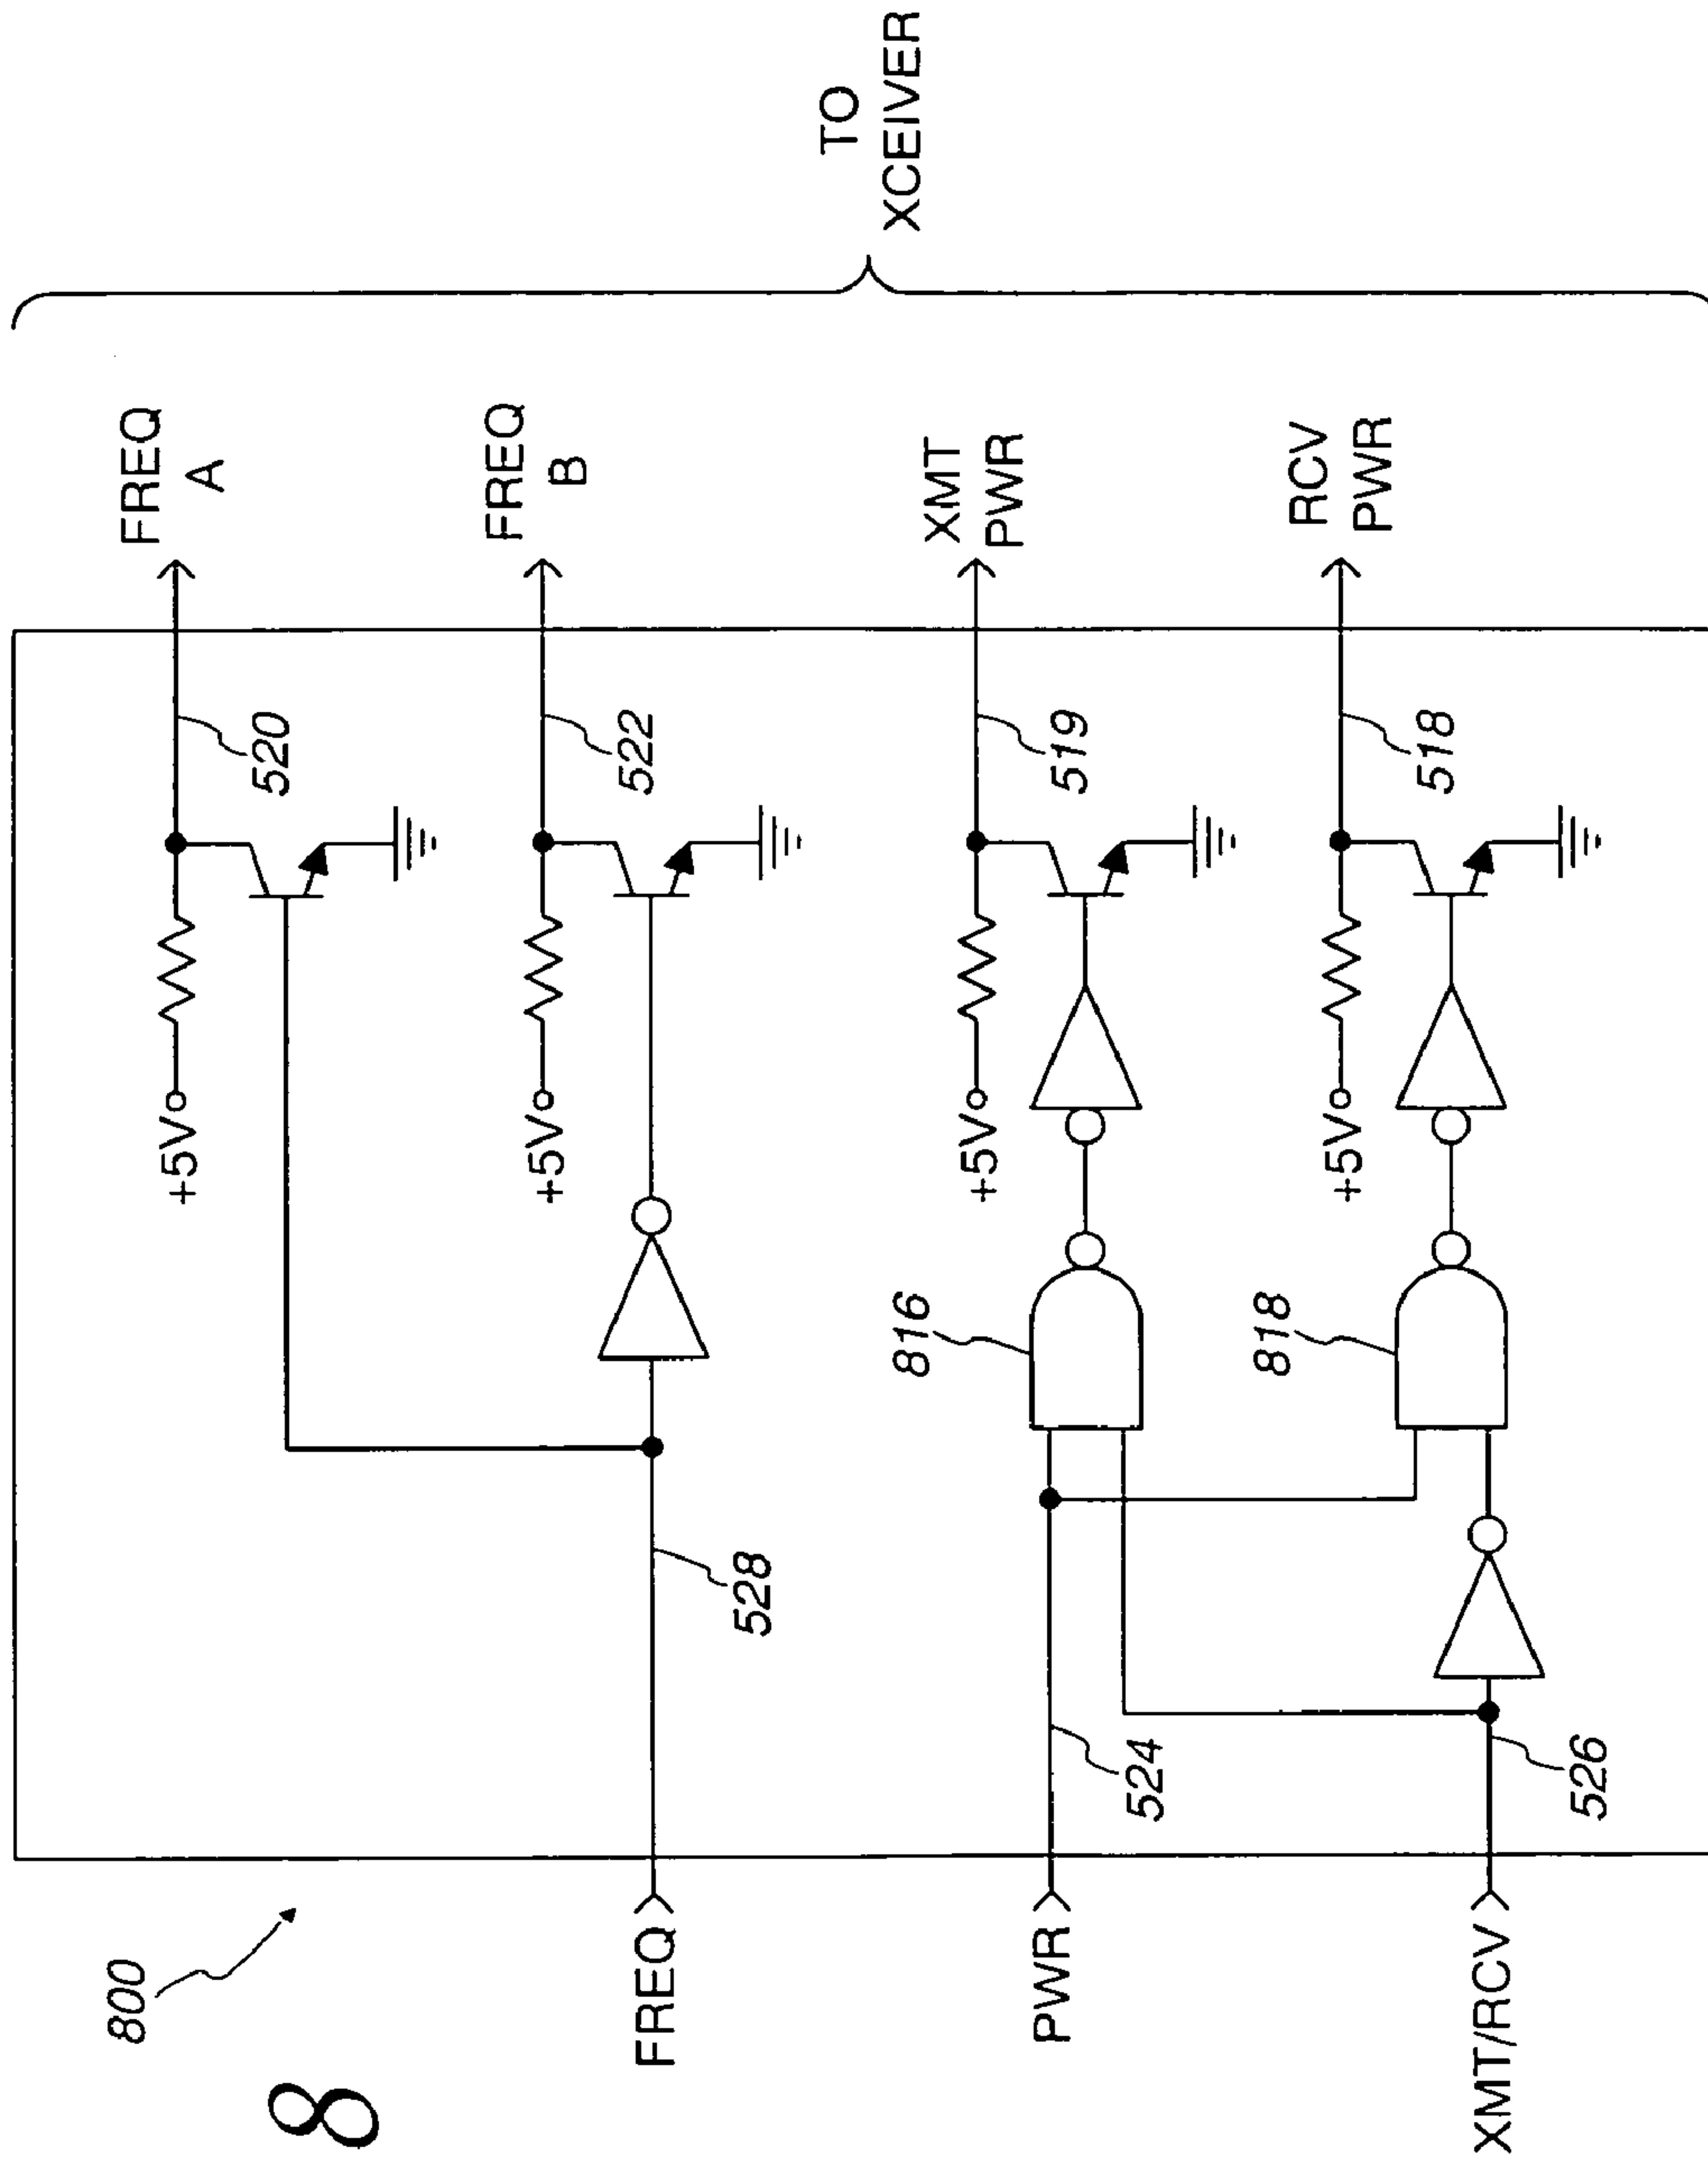 8
800
FREQ
PWR
XMT/RCV
528
524
526
816
818
+5V
+5V
+5V
+5V
520
522
519
518
FREQ
A
FREQ
B
XMT
PWR
RCV
PWR
TO
XCEIVER